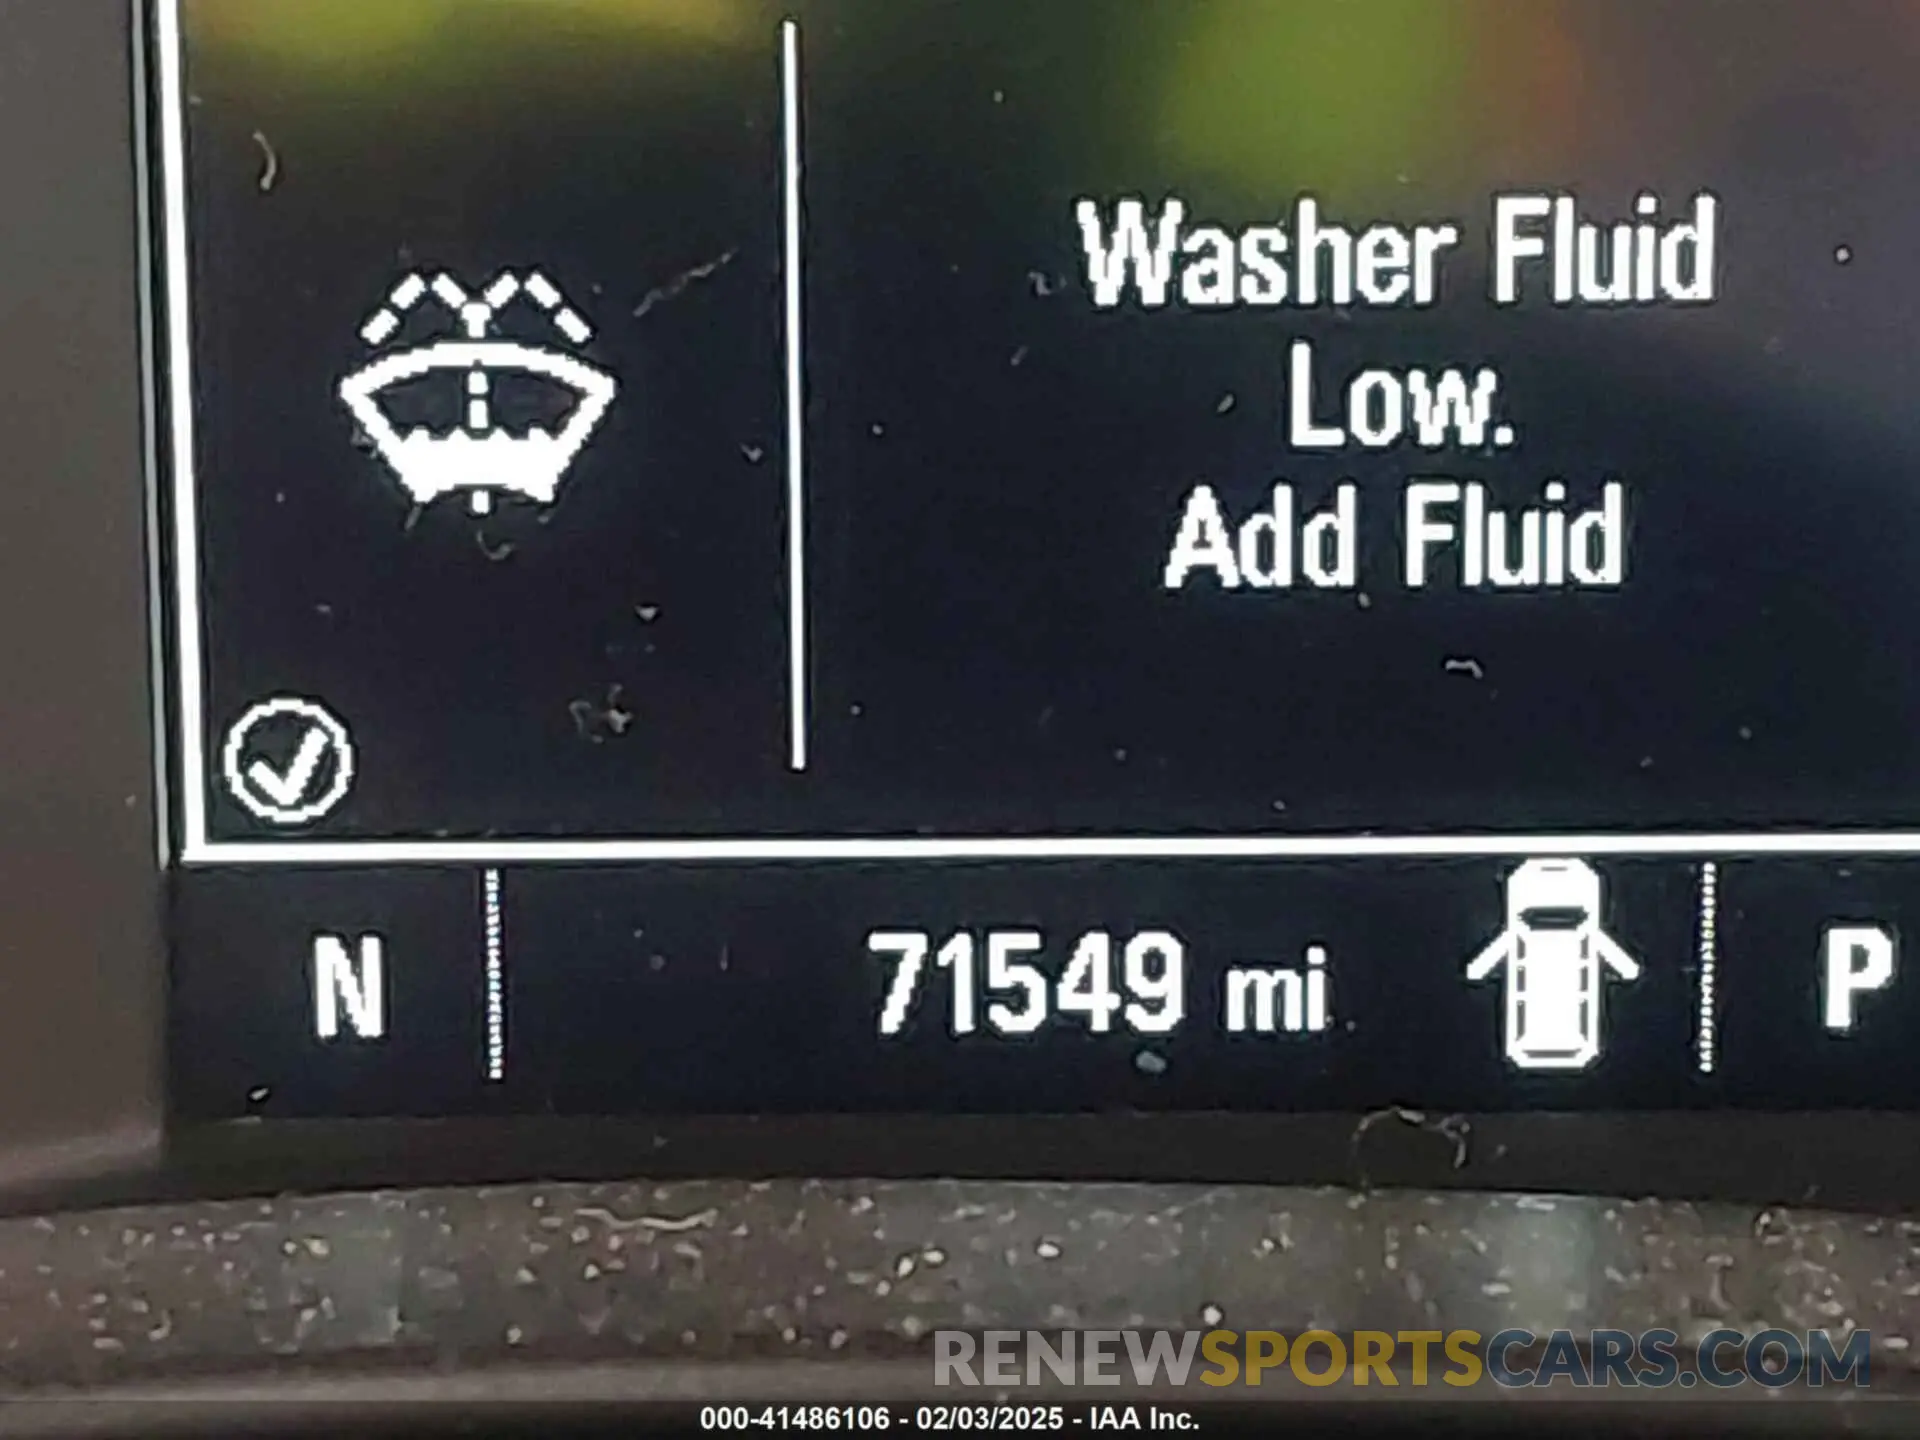 Washer Fluid
Low.
Add Fluid
N 71549 mi P
RENEWSPORTSCARS.COM
000-41486106 - 02/03/2025 - IAA Inc.